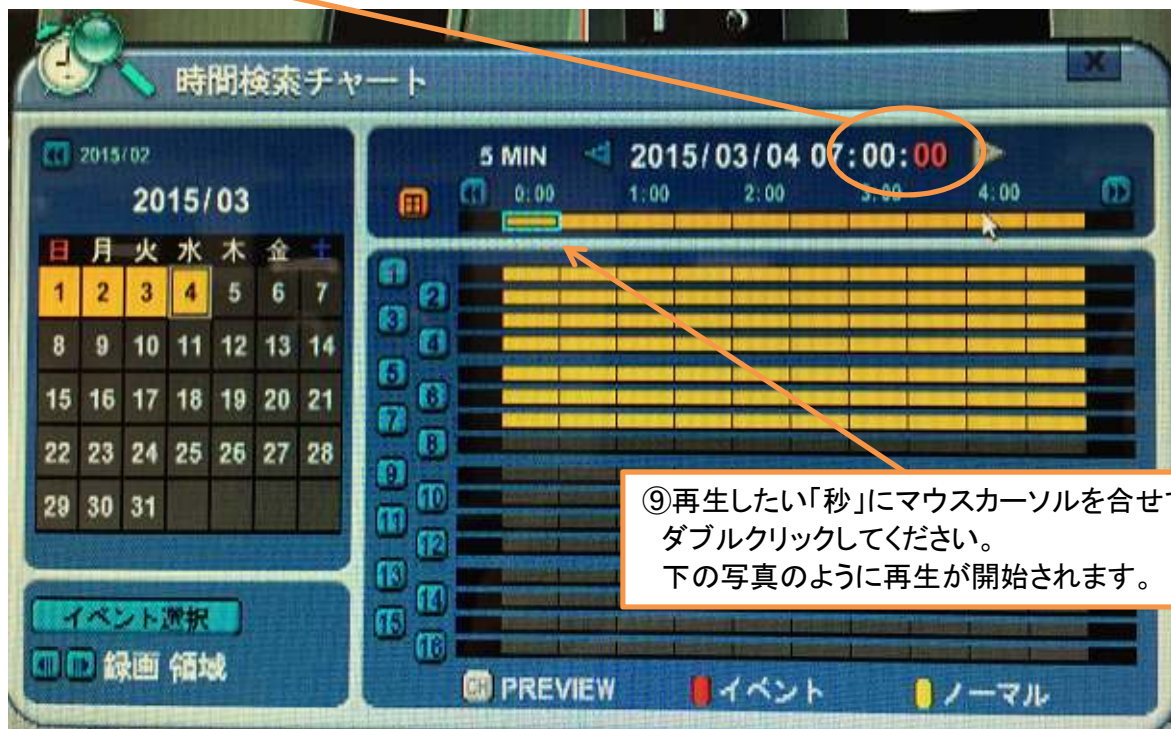 時間検索チャート
X
2015/02
2015/03
日 月 火 水 木 金 土
1 2 3 4 5 6 7
8 9 10 11 12 13 14
15 16 17 18 19 20 21
22 23 24 25 26 27 28
29 30 31
イベント選択
録画 領域
5 MIN 2015/03/04 07:00:00
0:00 1:00 2:00 3:00 4:00
1
2
3
4
5
6
7
8
9
10
11
12
13
14
15
16
CH PREVIEW イベント ノーマル
⑨再生したい「秒」にマウスカーソルを合せ
ダブルクリックしてください。
下の写真のように再生が開始されます。